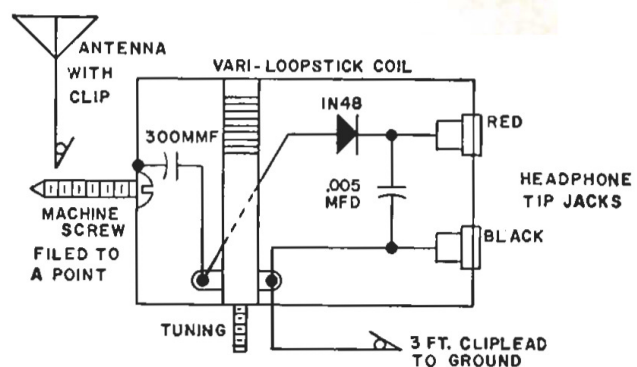 ANTENNA
WITH
CLIP
VARI-LOOPSTICK COIL
300MMF
1N48
RED
.005
MFD
HEADPHONE
TIP JACKS
MACHINE
SCREW
FILED TO
A POINT
BLACK
TUNING
3 FT. CLIPLEAD
TO GROUND